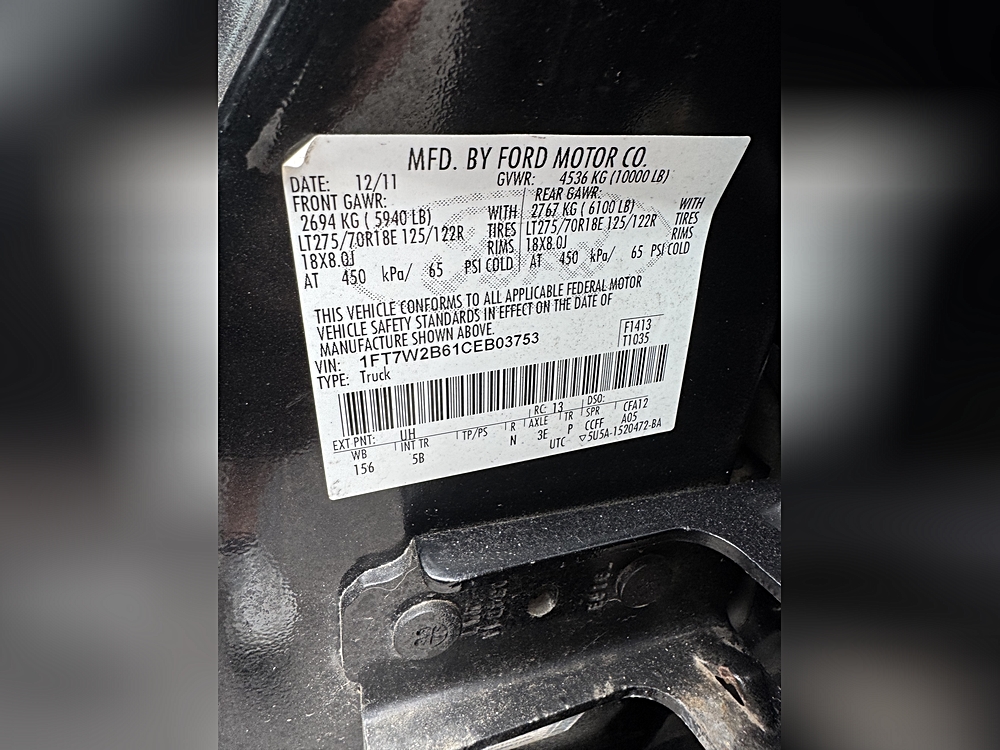 MFD. BY FORD MOTOR CO.
DATE: 12/11 GVWR: 4536 KG (10000 LB)
FRONT GAWR: REAR GAWR:
2694 KG ( 5940 LB) WITH 2767 KG ( 6100 LB) WITH
LT275/70R18E 125/122R TIRES LT275/70R18E 125/122R TIRES
18X8.0J RIMS 18X8.0J RIMS
AT 450 kPa/ 65 PSI COLD AT 450 kPa/ 65 PSI COLD
THIS VEHICLE CONFORMS TO ALL APPLICABLE FEDERAL MOTOR
VEHICLE SAFETY STANDARDS IN EFFECT ON THE DATE OF
MANUFACTURE SHOWN ABOVE.
VIN: 1FT7W2B61CEB03753 F1413
TYPE: Truck T1035
RC: 13 DSO:
EXT PNT: UH R AXLE TR SPR CFA12
WB INT TR TP/PS N 3E P CCFF A05
156 5B UTC ▽5U5A-1520472-BA